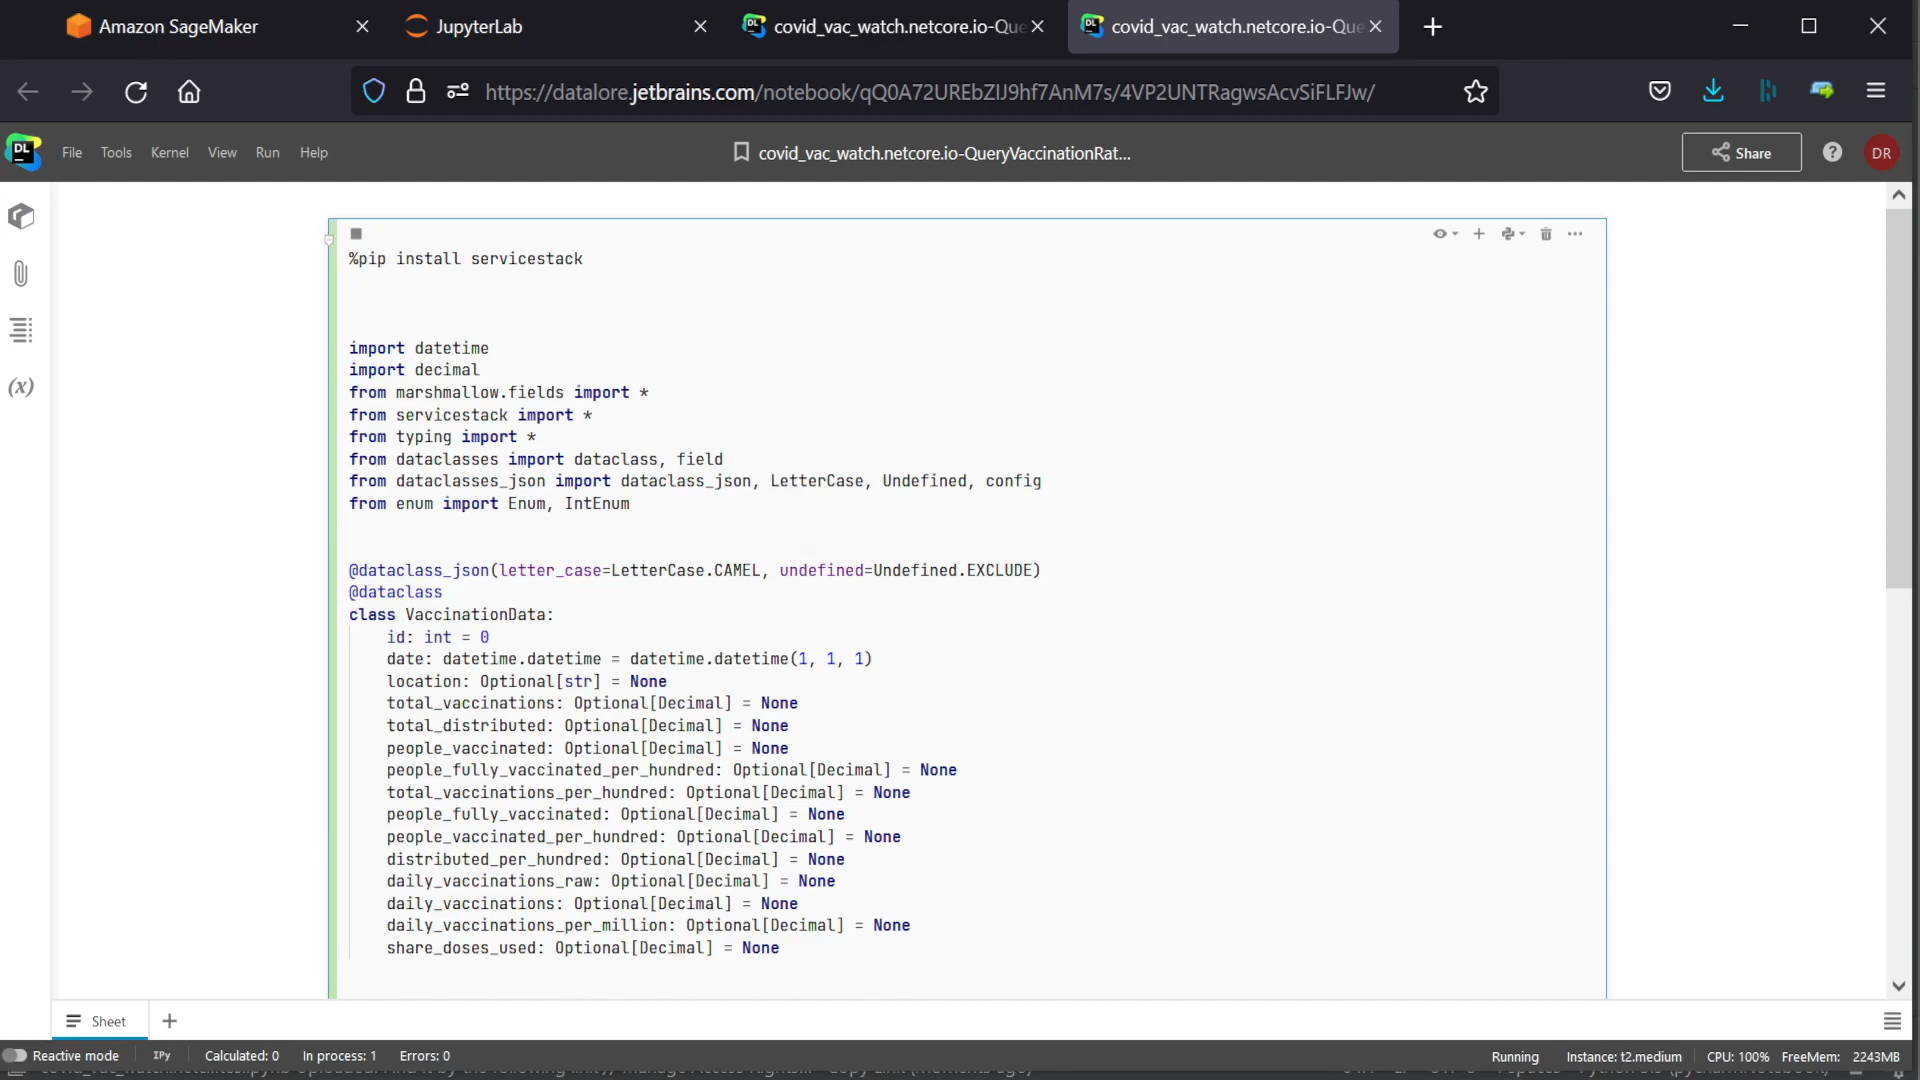 Amazon SageMaker
JupyterLab
covid_vac_watch.netcore.io-Que
covid_vac_watch.netcore.io-Que
https://datalore.jetbrains.com/notebook/qQ0A72UREbZIJ9hf7AnM7s/4VP2UNTRagwsAcvSiFLFJw/
DL
File Tools Kernel View Run Help
covid_vac_watch.netcore.io-QueryVaccinationRat...
Share
?
DR
(x)
%pip install servicestack
import datetime
import decimal
from marshmallow.fields import *
from servicestack import *
from typing import *
from dataclasses import dataclass, field
from dataclasses_json import dataclass_json, LetterCase, Undefined, config
from enum import Enum, IntEnum
@dataclass_json(letter_case=LetterCase.CAMEL, undefined=Undefined.EXCLUDE)
@dataclass
class VaccinationData:
id: int = 0
date: datetime.datetime = datetime.datetime(1, 1, 1)
location: Optional[str] = None
total_vaccinations: Optional[Decimal] = None
total_distributed: Optional[Decimal] = None
people_vaccinated: Optional[Decimal] = None
people_fully_vaccinated_per_hundred: Optional[Decimal] = None
total_vaccinations_per_hundred: Optional[Decimal] = None
people_fully_vaccinated: Optional[Decimal] = None
people_vaccinated_per_hundred: Optional[Decimal] = None
distributed_per_hundred: Optional[Decimal] = None
daily_vaccinations_raw: Optional[Decimal] = None
daily_vaccinations: Optional[Decimal] = None
daily_vaccinations_per_million: Optional[Decimal] = None
share_doses_used: Optional[Decimal] = None
Sheet
Reactive mode IPy Calculated: 0 In process: 1 Errors: 0
Running Instance: t2.medium CPU: 100% FreeMem: 2243MB